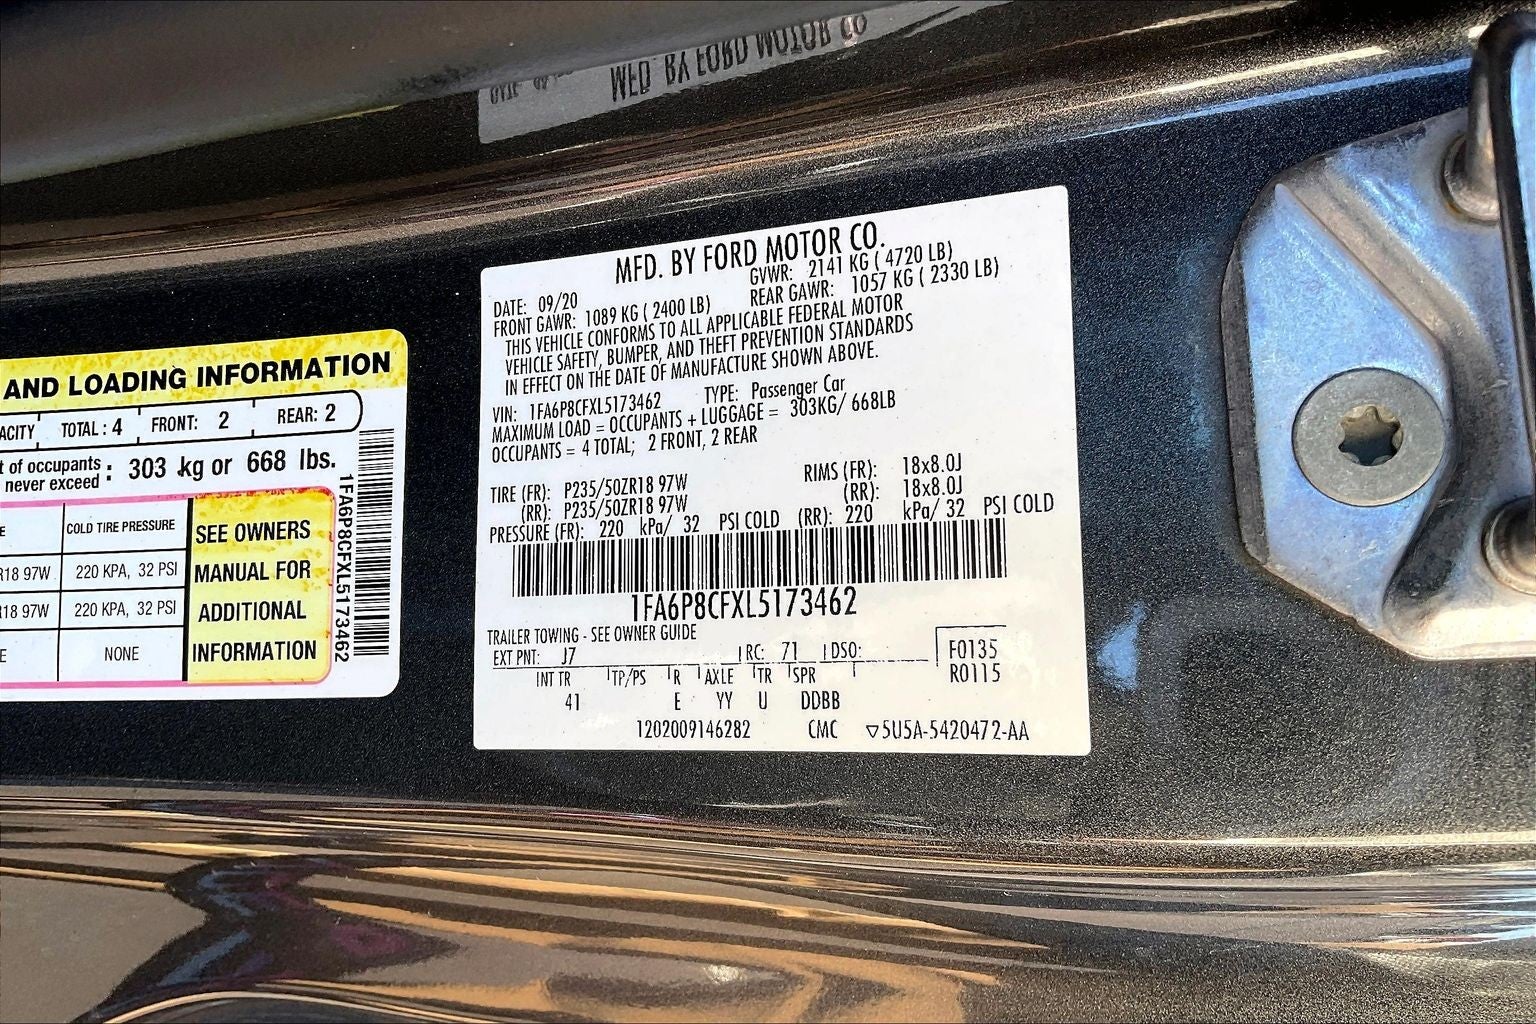 MFD. BY FORD MOTOR CO
AND LOADING INFORMATION
ACITY TOTAL : 4 FRONT: 2 REAR: 2
t of occupants
never exceed : 303 kg or 668 lbs.
E COLD TIRE PRESSURE
R18 97W 220 KPA, 32 PSI
R18 97W 220 KPA, 32 PSI
E NONE
SEE OWNERS
MANUAL FOR
ADDITIONAL
INFORMATION
1FA6P8CFXL5173462
MFD. BY FORD MOTOR CO.
DATE: 09/20 GVWR: 2141 KG ( 4720 LB)
FRONT GAWR: 1089 KG ( 2400 LB) REAR GAWR: 1057 KG ( 2330 LB)
THIS VEHICLE CONFORMS TO ALL APPLICABLE FEDERAL MOTOR
VEHICLE SAFETY, BUMPER, AND THEFT PREVENTION STANDARDS
IN EFFECT ON THE DATE OF MANUFACTURE SHOWN ABOVE.
VIN: 1FA6P8CFXL5173462 TYPE: Passenger Car
MAXIMUM LOAD = OCCUPANTS + LUGGAGE = 303KG/ 668LB
OCCUPANTS = 4 TOTAL; 2 FRONT, 2 REAR
TIRE (FR): P235/50ZR18 97W RIMS (FR): 18x8.0J
(RR): P235/50ZR18 97W (RR): 18x8.0J
PRESSURE (FR): 220 kPa/ 32 PSI COLD (RR): 220 kPa/ 32 PSI COLD
1FA6P8CFXL5173462
TRAILER TOWING - SEE OWNER GUIDE
EXT PNT: J7 RC: 71 DSO: F0135
INT TR TP/PS R AXLE TR SPR R0115
41 E YY U DDBB
1202009146282 CMC ▽5U5A-5420472-AA